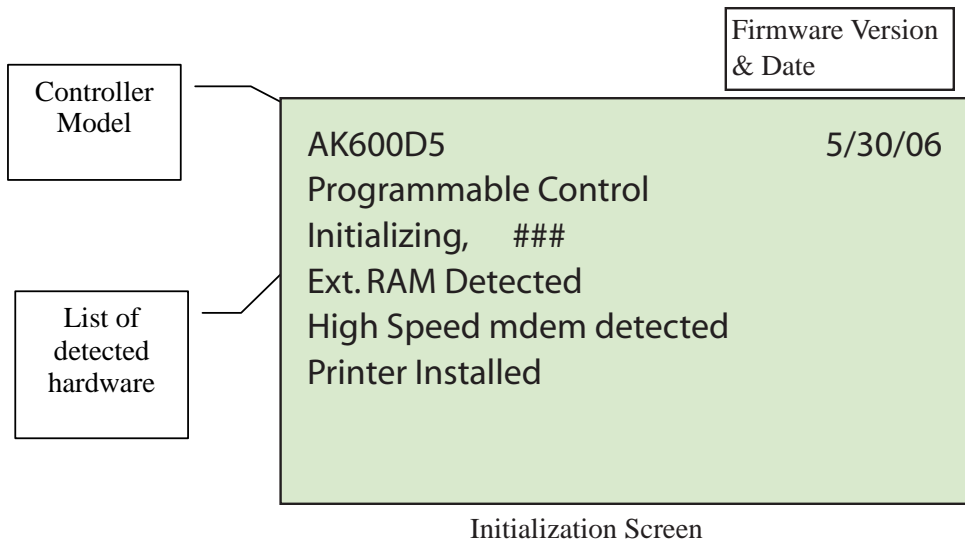 Firmware Version
& Date
Controller
Model
AK600D5 5/30/06
Programmable Control
Initializing, ###
Ext. RAM Detected
High Speed mdem detected
Printer Installed
List of
detected
hardware
Initialization Screen